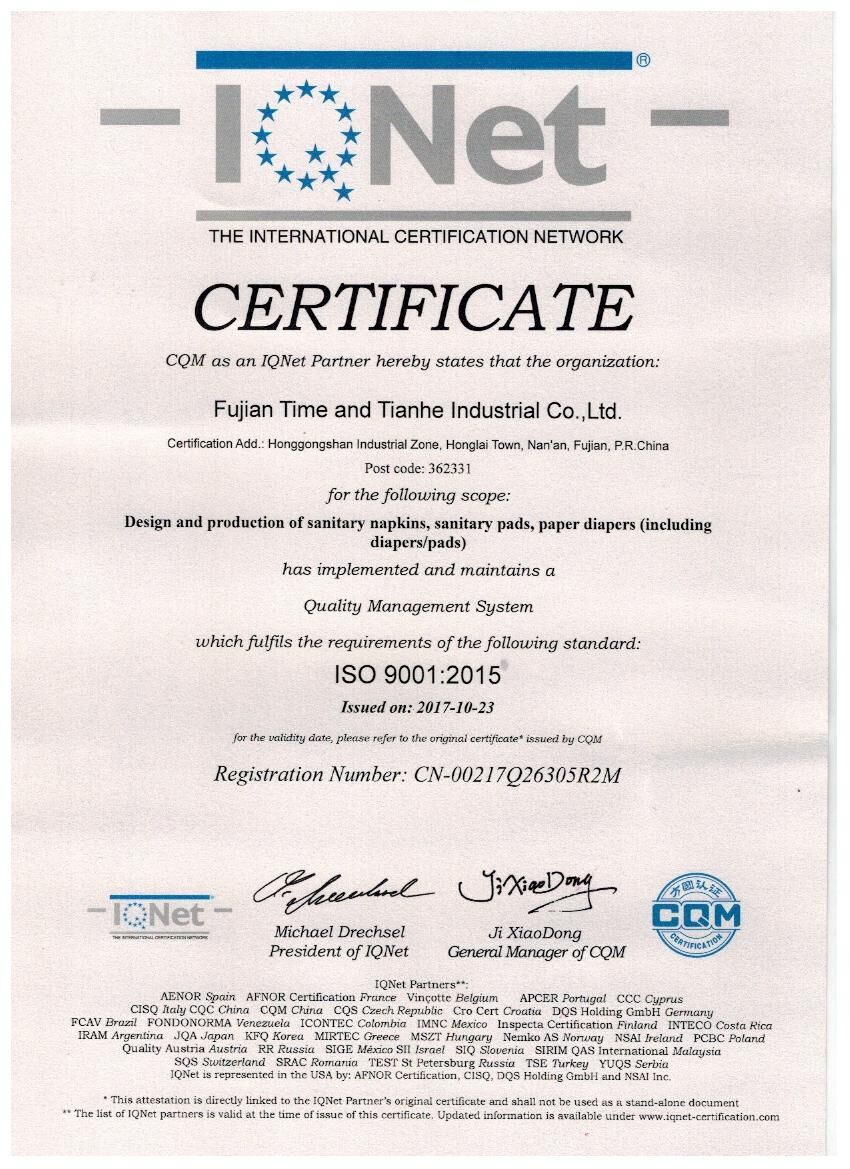 IQNet®
THE INTERNATIONAL CERTIFICATION NETWORK
CERTIFICATE
CQM as an IQNet Partner hereby states that the organization:
Fujian Time and Tianhe Industrial Co.,Ltd.
Certification Add.: Honggongshan Industrial Zone, Honglai Town, Nan'an, Fujian, P.R.China
Post code: 362331
for the following scope:
Design and production of sanitary napkins, sanitary pads, paper diapers (including
diapers/pads)
has implemented and maintains a
Quality Management System
which fulfils the requirements of the following standard:
ISO 9001:2015
Issued on: 2017-10-23
for the validity date, please refer to the original certificate* issued by CQM
Registration Number: CN-00217Q26305R2M
Ji XiaoDong
IQNet
THE INTERNATIONAL CERTIFICATION NETWORK
Michael Drechsel
President of IQNet
Ji XiaoDong
General Manager of CQM
方圆认证
CQM
CERTIFICATION
IQNet Partners**:
AENOR Spain AFNOR Certification France Vinçotte Belgium APCER Portugal CCC Cyprus
CISQ Italy CQC China CQM China CQS Czech Republic Cro Cert Croatia DQS Holding GmbH Germany
FCAV Brazil FONDONORMA Venezuela ICONTEC Colombia IMNC Mexico Inspecta Certification Finland INTECO Costa Rica
IRAM Argentina JQA Japan KFQ Korea MIRTEC Greece MSZT Hungary Nemko AS Norway NSAI Ireland PCBC Poland
Quality Austria Austria RR Russia SIGE México SII Israel SIQ Slovenia SIRIM QAS International Malaysia
SQS Switzerland SRAC Romania TEST St Petersburg Russia TSE Turkey YUQS Serbia
IQNet is represented in the USA by: AFNOR Certification, CISQ, DQS Holding GmbH and NSAI Inc.
* This attestation is directly linked to the IQNet Partner's original certificate and shall not be used as a stand-alone document
** The list of IQNet partners is valid at the time of issue of this certificate. Updated information is available under www.iqnet-certification.com